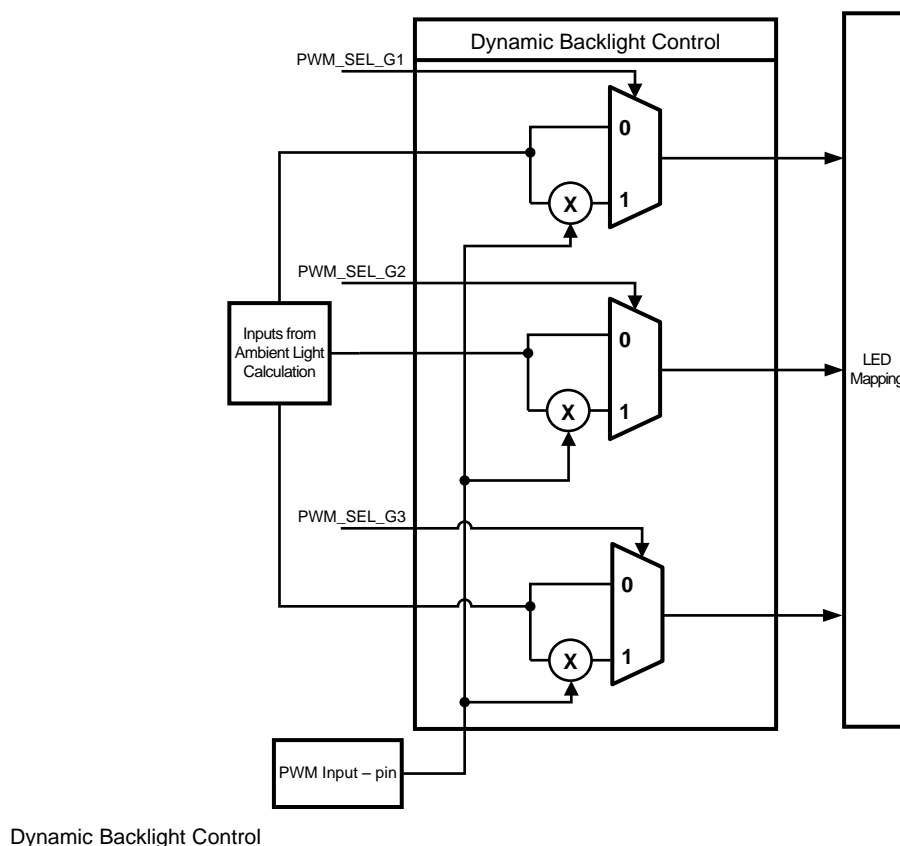 Dynamic Backlight Control
PWM_SEL_G1
0
X
1
PWM_SEL_G2
0
Inputs from
Ambient Light
Calculation
X
1
LED
Mapping
PWM_SEL_G3
0
X
1
PWM Input – pin
Dynamic Backlight Control